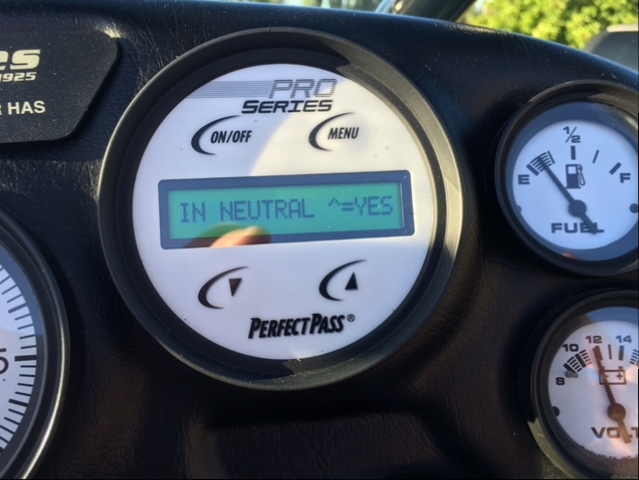 1925
R HAS
PRO
SERIES
ON/OFF
MENU
IN NEUTRAL ^=YES
PERFECTPASS®
E
1/2
F
FUEL
8
10
12
14
VOLT
5